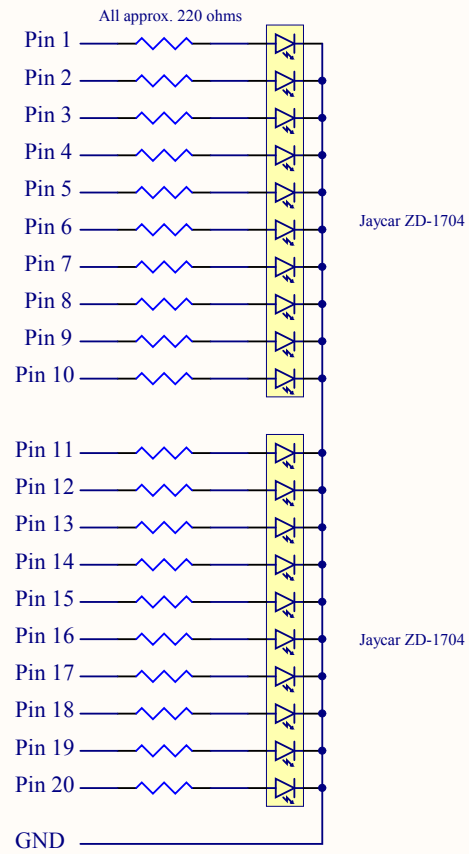 All approx. 220 ohms
Pin 1
Pin 2
Pin 3
Pin 4
Pin 5
Pin 6
Jaycar ZD-1704
Pin 7
Pin 8
Pin 9
Pin 10
Pin 11
Pin 12
Pin 13
Pin 14
Pin 15
Pin 16
Jaycar ZD-1704
Pin 17
Pin 18
Pin 19
Pin 20
GND